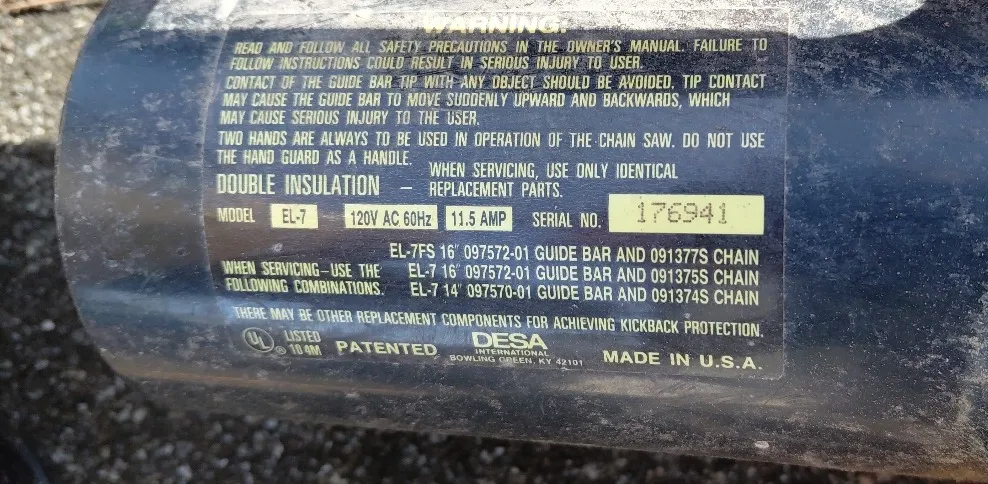 WARNING:
READ AND FOLLOW ALL SAFETY PRECAUTIONS IN THE OWNER'S MANUAL. FAILURE TO
FOLLOW INSTRUCTIONS COULD RESULT IN SERIOUS INJURY TO USER.
CONTACT OF THE GUIDE BAR TIP WITH ANY OBJECT SHOULD BE AVOIDED. TIP CONTACT
MAY CAUSE THE GUIDE BAR TO MOVE SUDDENLY UPWARD AND BACKWARDS, WHICH
MAY CAUSE SERIOUS INJURY TO THE USER.
TWO HANDS ARE ALWAYS TO BE USED IN OPERATION OF THE CHAIN SAW. DO NOT USE
THE HAND GUARD AS A HANDLE.
DOUBLE INSULATION — WHEN SERVICING, USE ONLY IDENTICAL
REPLACEMENT PARTS.
MODEL EL-7 120V AC 60Hz 11.5 AMP SERIAL NO. 176941
WHEN SERVICING—USE THE
FOLLOWING COMBINATIONS.
EL-7FS 16" 097572-01 GUIDE BAR AND 091377S CHAIN
EL-7 16" 097572-01 GUIDE BAR AND 091375S CHAIN
EL-7 14" 097570-01 GUIDE BAR AND 091374S CHAIN
THERE MAY BE OTHER REPLACEMENT COMPONENTS FOR ACHIEVING KICKBACK PROTECTION.
UL ® LISTED
104M
PATENTED
DESA
INTERNATIONAL
BOWLING GREEN, KY 42101
MADE IN U.S.A.